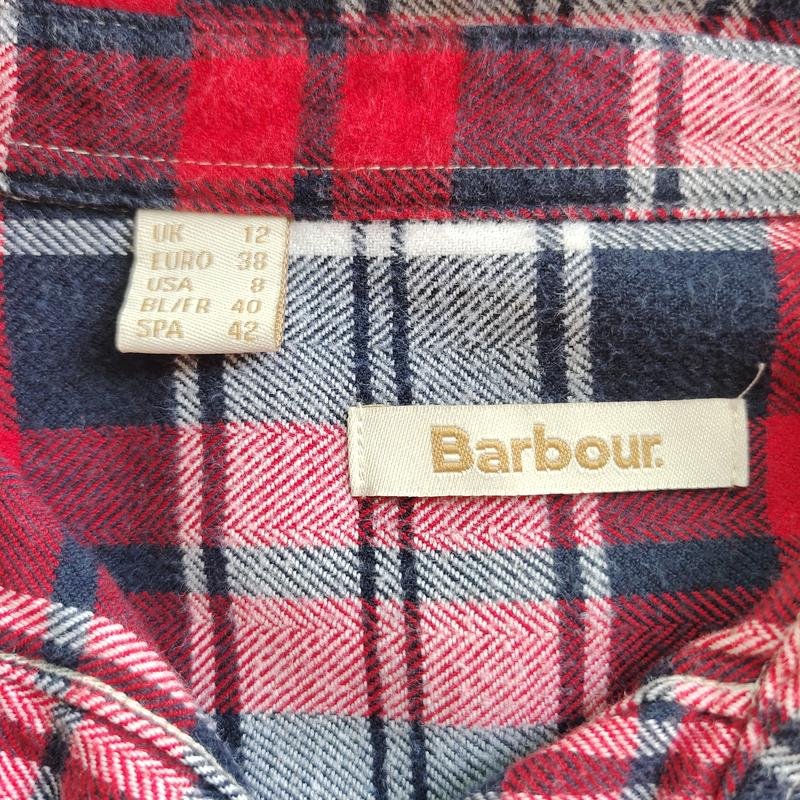 UK 12
EURO 38
USA 8
BL/FR 40
SPA 42
Barbour.